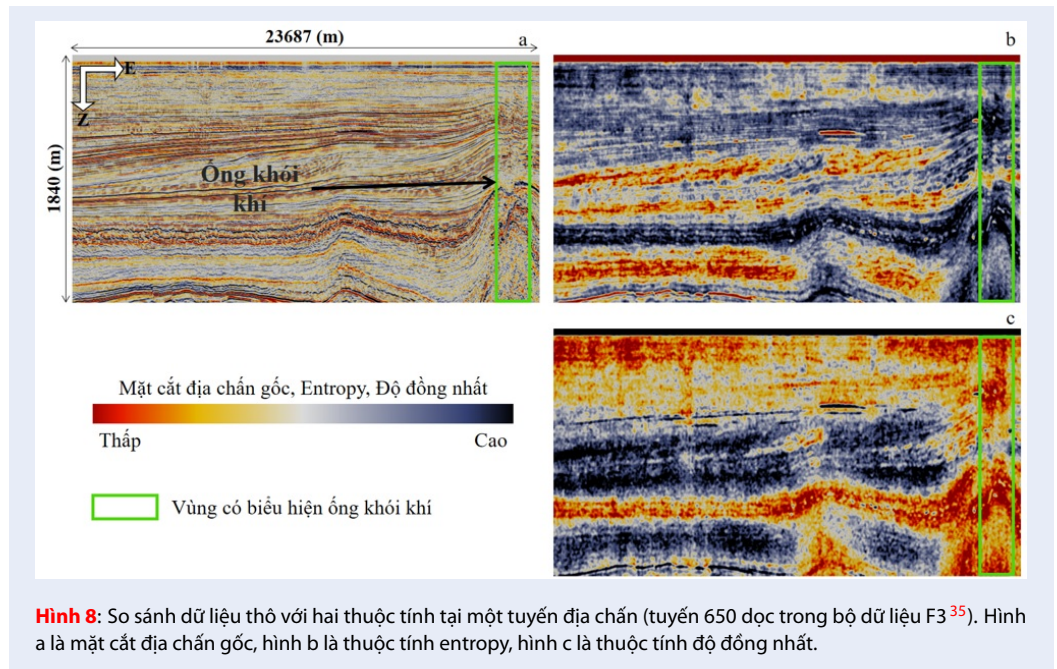 23687 (m)
a
b
E
Z
1840 (m)
Ống khói
khí
c
Mặt cắt địa chấn gốc, Entropy, Độ đồng nhất
Thấp
Cao
Vùng có biểu hiện ống khói khí
Hình 8: So sánh dữ liệu thô với hai thuộc tính tại một tuyến địa chấn (tuyến 650 dọc trong bộ dữ liệu F3 35). Hình
a là mặt cắt địa chấn gốc, hình b là thuộc tính entropy, hình c là thuộc tính độ đồng nhất.